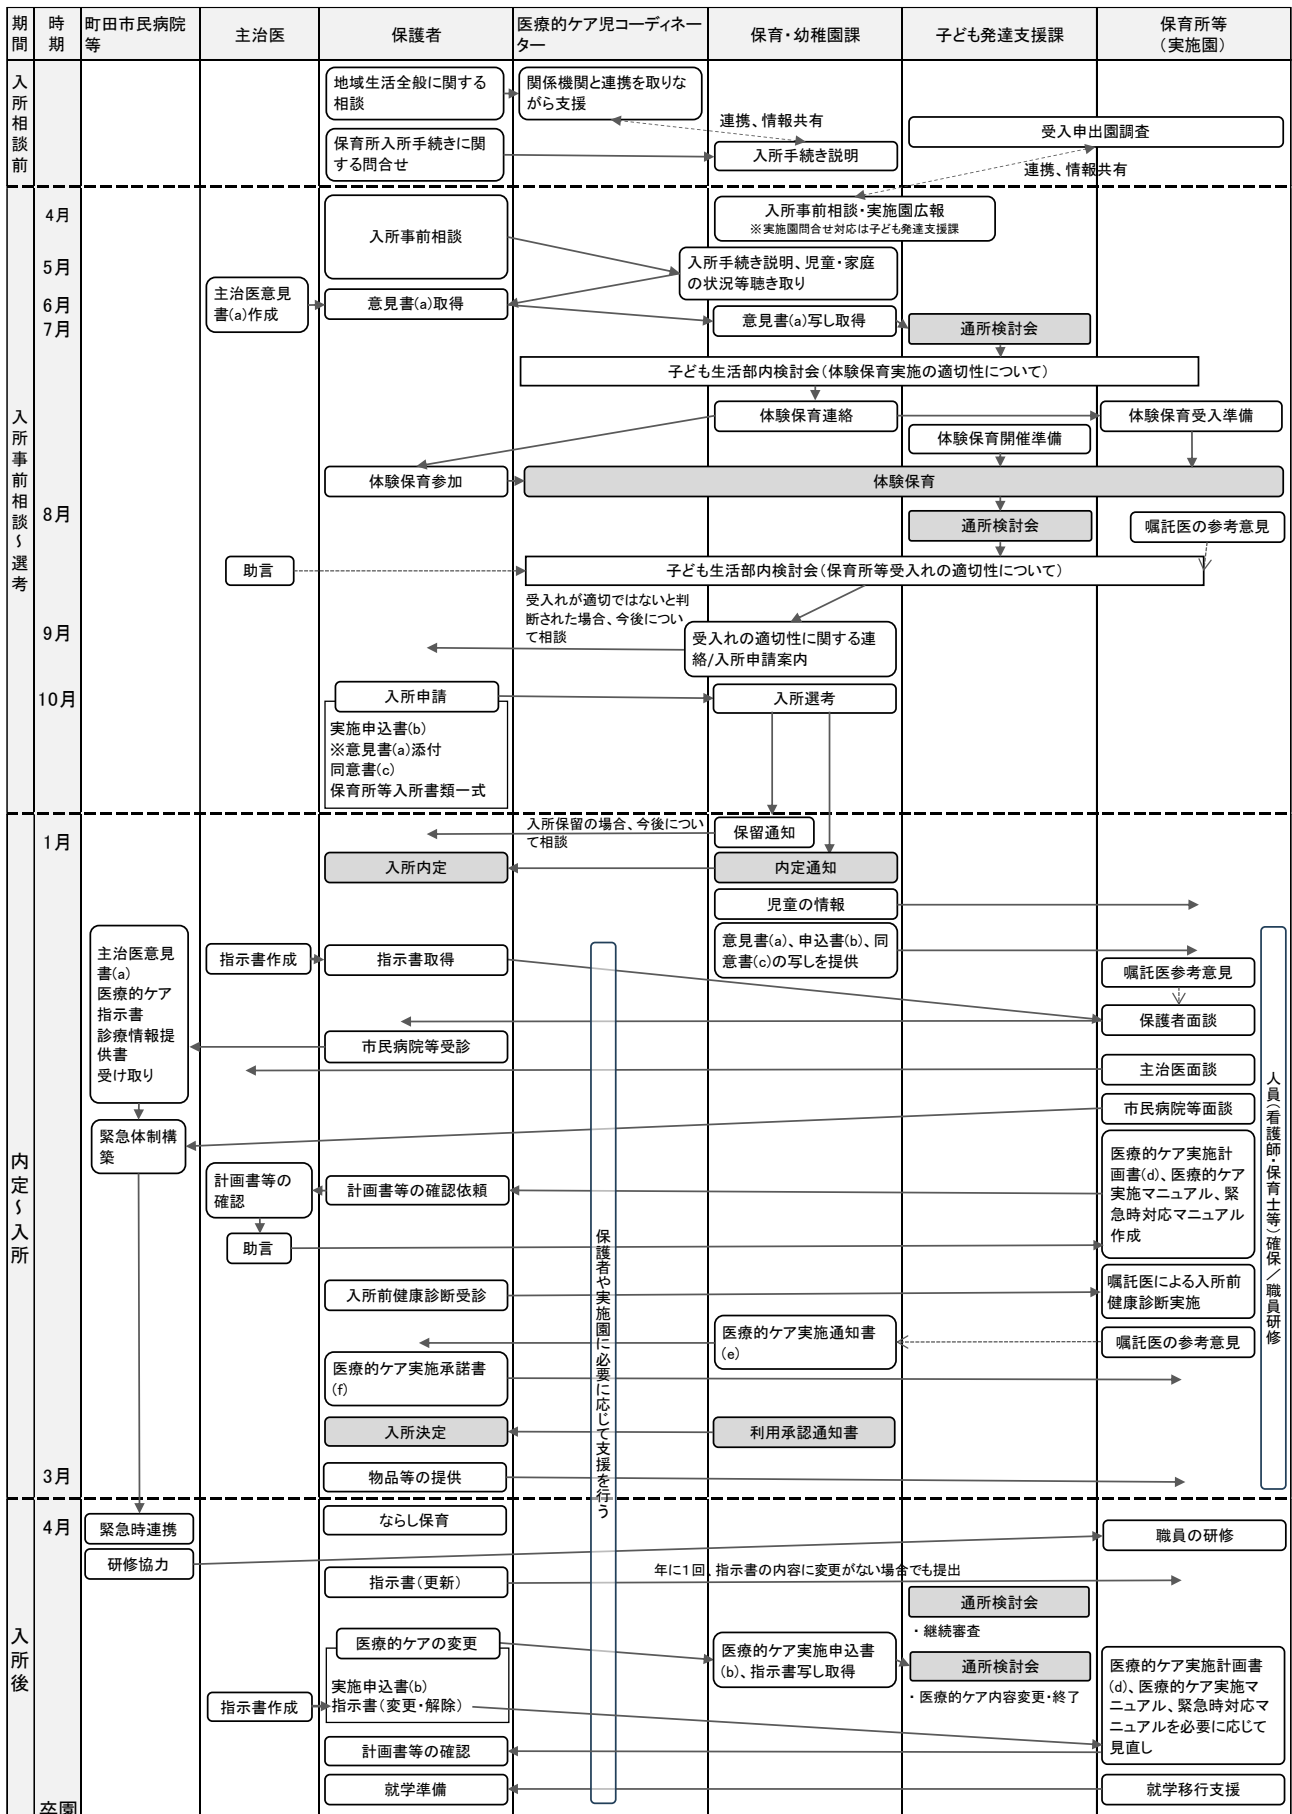 期
間
時
期
町田市民病院
等
主治医
保護者
医療的ケア児コーディネー
ター
保育・幼稚園課
子ども発達支援課
保育所等
（実施園）
入所相談前
地域生活全般に関する
相談
関係機関と連携を取りな
がら支援
連携、情報共有
受入申出園調査
保育所入所手続きに関
する問合せ
入所手続き説明
連携、情報共有
入所事前相談～選考
4月
入所事前相談
入所事前相談・実施園広報
※実施園問合せ対応は子ども発達支援課
5月
入所手続き説明、児童・家庭
の状況等聴き取り
6月
主治医意見
書(a)作成
意見書(a)取得
7月
意見書(a)写し取得
通所検討会
子ども生活部内検討会（体験保育実施の適切性について）
体験保育連絡
体験保育受入準備
体験保育開催準備
体験保育参加
体験保育
8月
通所検討会
嘱託医の参考意見
助言
子ども生活部内検討会（保育所等受入れの適切性について）
受入れが適切ではないと判
断された場合、今後につい
て相談
9月
受入れの適切性に関する連
絡/入所申請案内
10月
入所申請
入所選考
実施申込書(b)
※意見書(a)添付
同意書(c)
保育所等入所書類一式
内定～入所
1月
入所保留の場合、今後につい
て相談
保留通知
入所内定
内定通知
児童の情報
主治医意見
書(a)
医療的ケア
指示書
診療情報提
供書
受け取り
指示書作成
指示書取得
意見書(a)、申込書(b)、同
意書(c)の写しを提供
嘱託医参考意見
保護者面談
市民病院等受診
主治医面談
市民病院等面談
緊急体制構
築
医療的ケア実施計
画書(d)、医療的ケア
実施マニュアル、緊
急時対応マニュアル
作成
計画書等の
確認
計画書等の確認依頼
助言
入所前健康診断受診
嘱託医による入所前
健康診断実施
医療的ケア実施通知書
(e)
嘱託医の参考意見
医療的ケア実施承諾書
(f)
入所決定
利用承認通知書
3月
物品等の提供
保護者や実施園に必要に応じて支援を行う
人員（看護師・保育士等）確保／職員研修
入所後
4月
緊急時連携
ならし保育
職員の研修
研修協力
年に1回、指示書の内容に変更がない場合でも提出
指示書（更新）
通所検討会
・継続審査
医療的ケアの変更
医療的ケア実施申込書
(b)、指示書写し取得
通所検討会
・医療的ケア内容変更・終了
実施申込書(b)
指示書（変更・解除）
指示書作成
医療的ケア実施計画書
(d)、医療的ケア実施マ
ニュアル、緊急時対応マ
ニュアルを必要に応じて
見直し
計画書等の確認
就学準備
就学移行支援
卒園